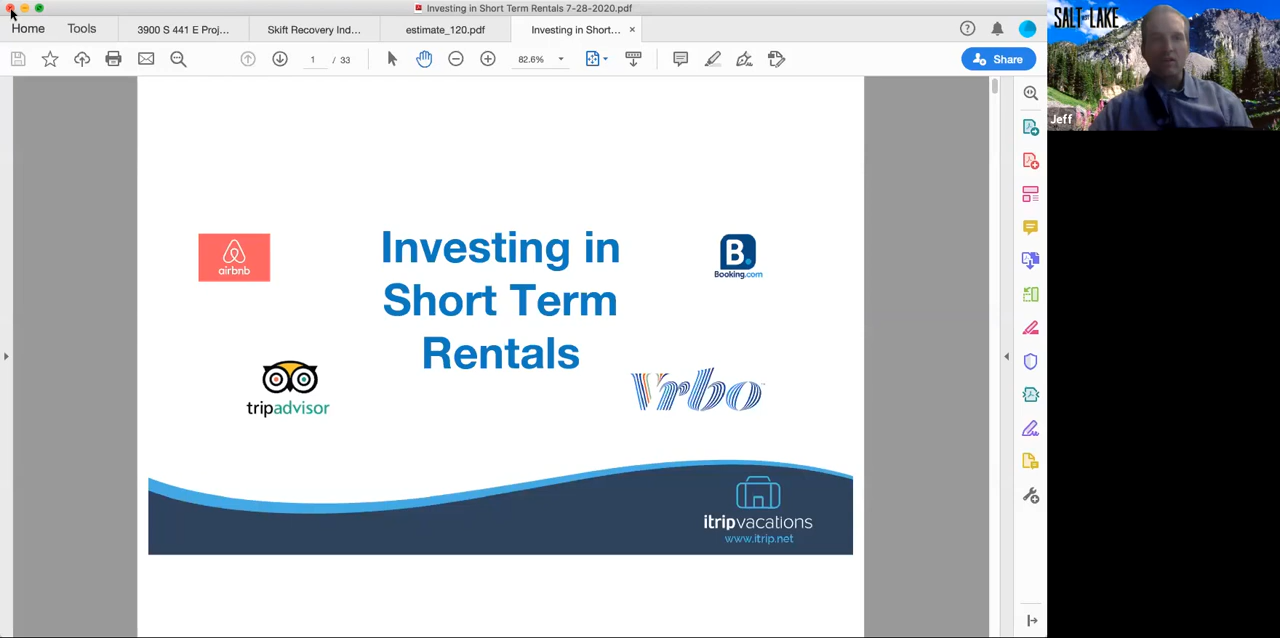 Investing in Short Term Rentals 7-28-2020.pdf
Home
Tools
3900 S 441 E Proj...
Skift Recovery Ind...
estimate_120.pdf
Investing in Short...
1 / 33
82.6%
Share
SALT LAKE
Jeff
Investing in
Short Term
Rentals
airbnb
B.
Booking.com
tripadvisor
Vrbo
itripvacations
www.itrip.net